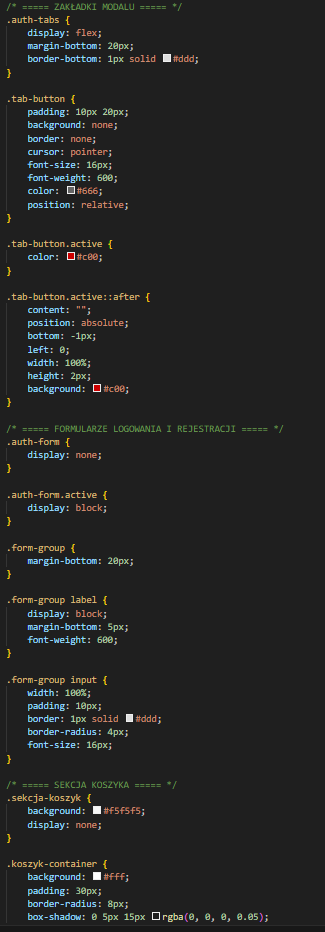 /* ===== ZAKŁADKI MODALU ===== */
.auth-tabs {
    display: flex;
    margin-bottom: 20px;
    border-bottom: 1px solid #ddd;
}

.tab-button {
    padding: 10px 20px;
    background: none;
    border: none;
    cursor: pointer;
    font-size: 16px;
    font-weight: 600;
    color: #666;
    position: relative;
}

.tab-button.active {
    color: #c00;
}

.tab-button.active::after {
    content: "";
    position: absolute;
    bottom: -1px;
    left: 0;
    width: 100%;
    height: 2px;
    background: #c00;
}

/* ===== FORMULARZE LOGOWANIA I REJESTRACJI ===== */
.auth-form {
    display: none;
}

.auth-form.active {
    display: block;
}

.form-group {
    margin-bottom: 20px;
}

.form-group label {
    display: block;
    margin-bottom: 5px;
    font-weight: 600;
}

.form-group input {
    width: 100%;
    padding: 10px;
    border: 1px solid #ddd;
    border-radius: 4px;
    font-size: 16px;
}

/* ===== SEKCJA KOSZYKA ===== */
.sekcja-koszyk {
    background: #f5f5f5;
    display: none;
}

.koszyk-container {
    background: #fff;
    padding: 30px;
    border-radius: 8px;
    box-shadow: 0 5px 15px rgba(0, 0, 0, 0.05);